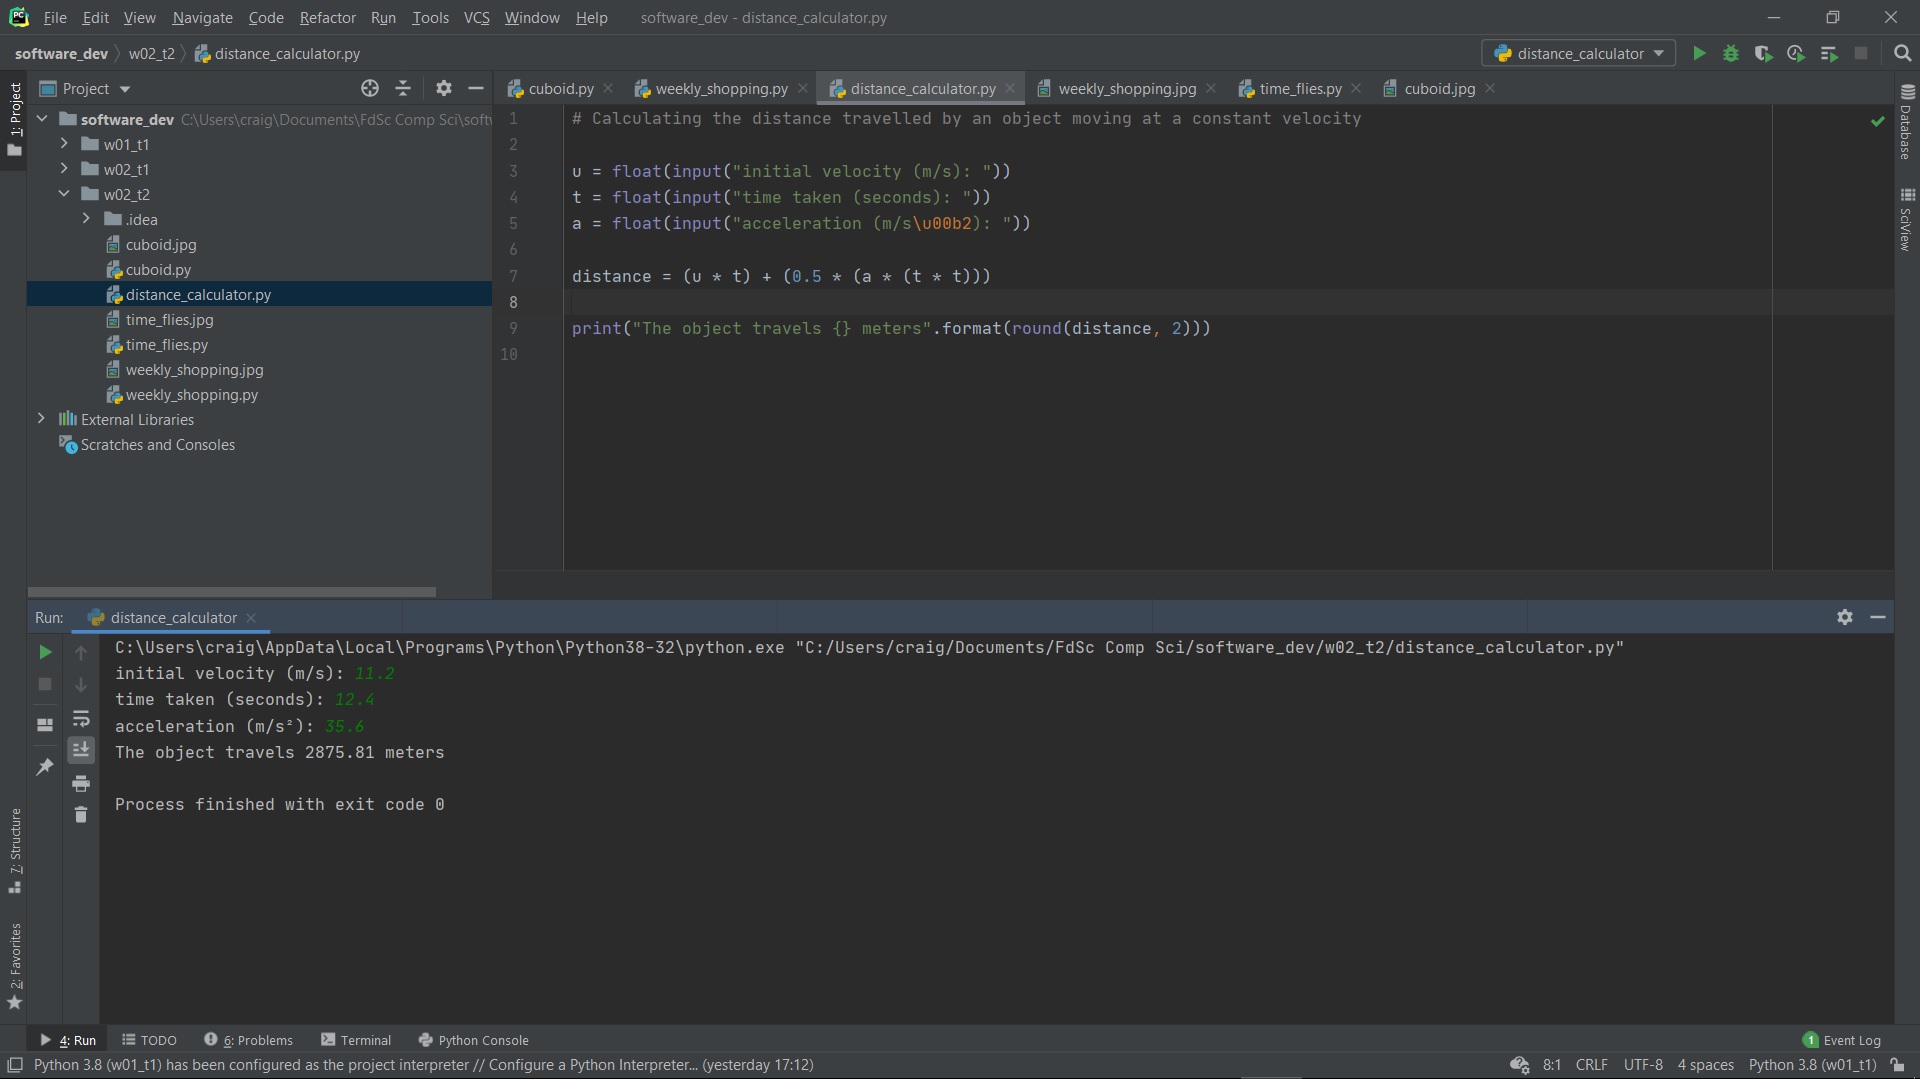 File Edit View Navigate Code Refactor Run Tools VCS Window Help software_dev - distance_calculator.py
software_dev w02_t2 distance_calculator.py distance_calculator
Project
cuboid.py weekly_shopping.py distance_calculator.py weekly_shopping.jpg time_flies.py cuboid.jpg
1: Project
software_dev C:\Users\craig\Documents\FdSc Comp Sci\soft
w01_t1
w02_t1
w02_t2
.idea
cuboid.jpg
cuboid.py
distance_calculator.py
time_flies.jpg
time_flies.py
weekly_shopping.jpg
weekly_shopping.py
External Libraries
Scratches and Consoles
1 # Calculating the distance travelled by an object moving at a constant velocity
2
3 u = float(input("initial velocity (m/s): "))
4 t = float(input("time taken (seconds): "))
5 a = float(input("acceleration (m/s\u00b2): "))
6
7 distance = (u * t) + (0.5 * (a * (t * t)))
8
9 print("The object travels {} meters".format(round(distance, 2)))
10
Database
SciView
Run: distance_calculator
C:\Users\craig\AppData\Local\Programs\Python\Python38-32\python.exe "C:/Users/craig/Documents/FdSc Comp Sci/software_dev/w02_t2/distance_calculator.py"
initial velocity (m/s): 11.2
time taken (seconds): 12.4
acceleration (m/s²): 35.6
The object travels 2875.81 meters
Process finished with exit code 0
7: Structure
2: Favorites
4: Run TODO 6: Problems Terminal Python Console 1 Event Log
Python 3.8 (w01_t1) has been configured as the project interpreter // Configure a Python Interpreter... (yesterday 17:12) 8:1 CRLF UTF-8 4 spaces Python 3.8 (w01_t1)